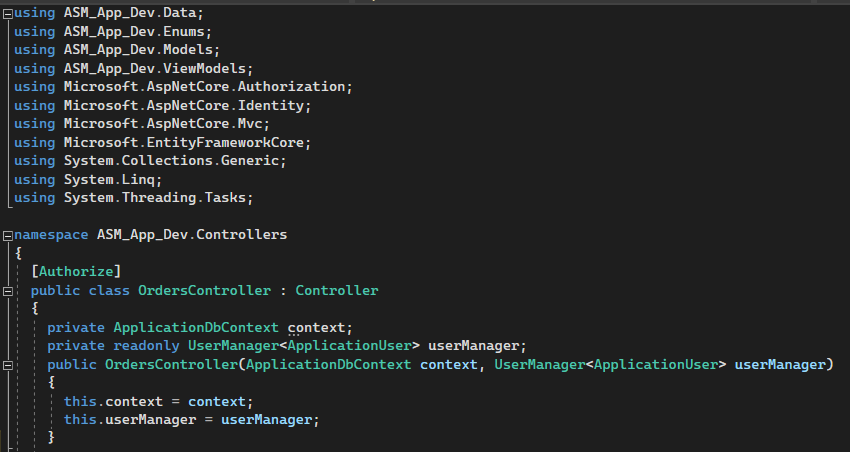 using ASM_App_Dev.Data;
using ASM_App_Dev.Enums;
using ASM_App_Dev.Models;
using ASM_App_Dev.ViewModels;
using Microsoft.AspNetCore.Authorization;
using Microsoft.AspNetCore.Identity;
using Microsoft.AspNetCore.Mvc;
using Microsoft.EntityFrameworkCore;
using System.Collections.Generic;
using System.Linq;
using System.Threading.Tasks;

namespace ASM_App_Dev.Controllers
{
  [Authorize]
  public class OrdersController : Controller
  {
    private ApplicationDbContext context;
    private readonly UserManager<ApplicationUser> userManager;
    public OrdersController(ApplicationDbContext context, UserManager<ApplicationUser> userManager)
    {
      this.context = context;
      this.userManager = userManager;
    }